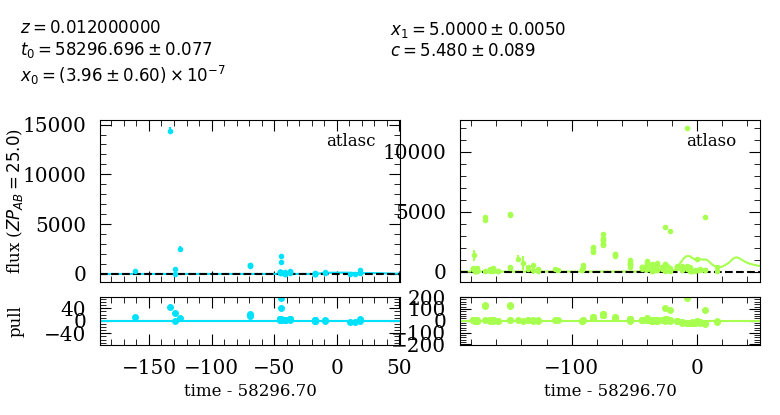 z = 0.012000000
t₀ = 58296.696 ± 0.077
x₀ = (3.96 ± 0.60) × 10⁻⁷
x₁ = 5.0000 ± 0.0050
c = 5.480 ± 0.089
flux (ZP_AB = 25.0)
15000
10000
5000
0
atlasc
10000
5000
0
atlaso
pull
40
0
−40
200
100
0
−100
−200
−150 −100 −50 0 50
−100 0
time - 58296.70
time - 58296.70